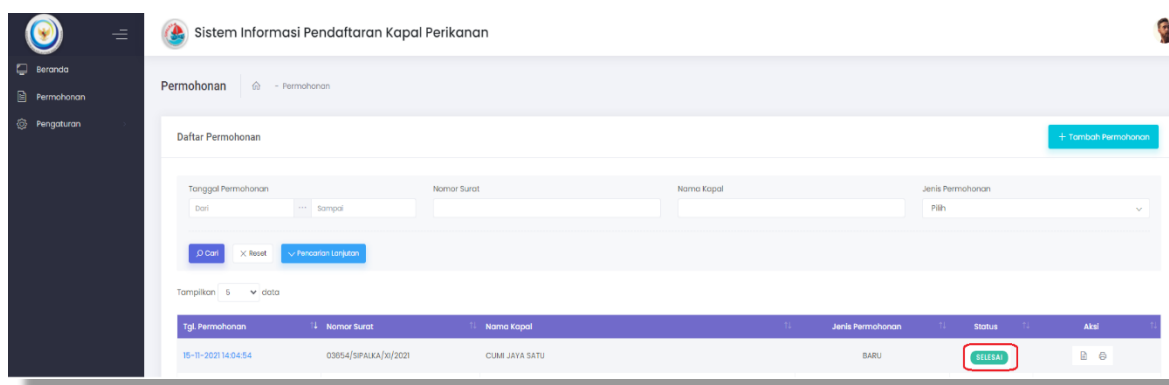 Sistem Informasi Pendaftaran Kapal Perikanan
Beranda
Permohonan
Pengaturan
Permohonan - Permohonan
Daftar Permohonan
+ Tambah Permohonan
Tanggal Permohonan Nomor Surat Nama Kapal Jenis Permohonan
Dari ... Sampai Pilih
Cari Reset Pencarian Lanjutan
Tampilkan 5 data
Tgl. Permohonan Nomor Surat Nama Kapal Jenis Permohonan Status Aksi
15-11-2021 14:04:54 03654/SIPALKA/XI/2021 CUMI JAYA SATU BARU SELESAI